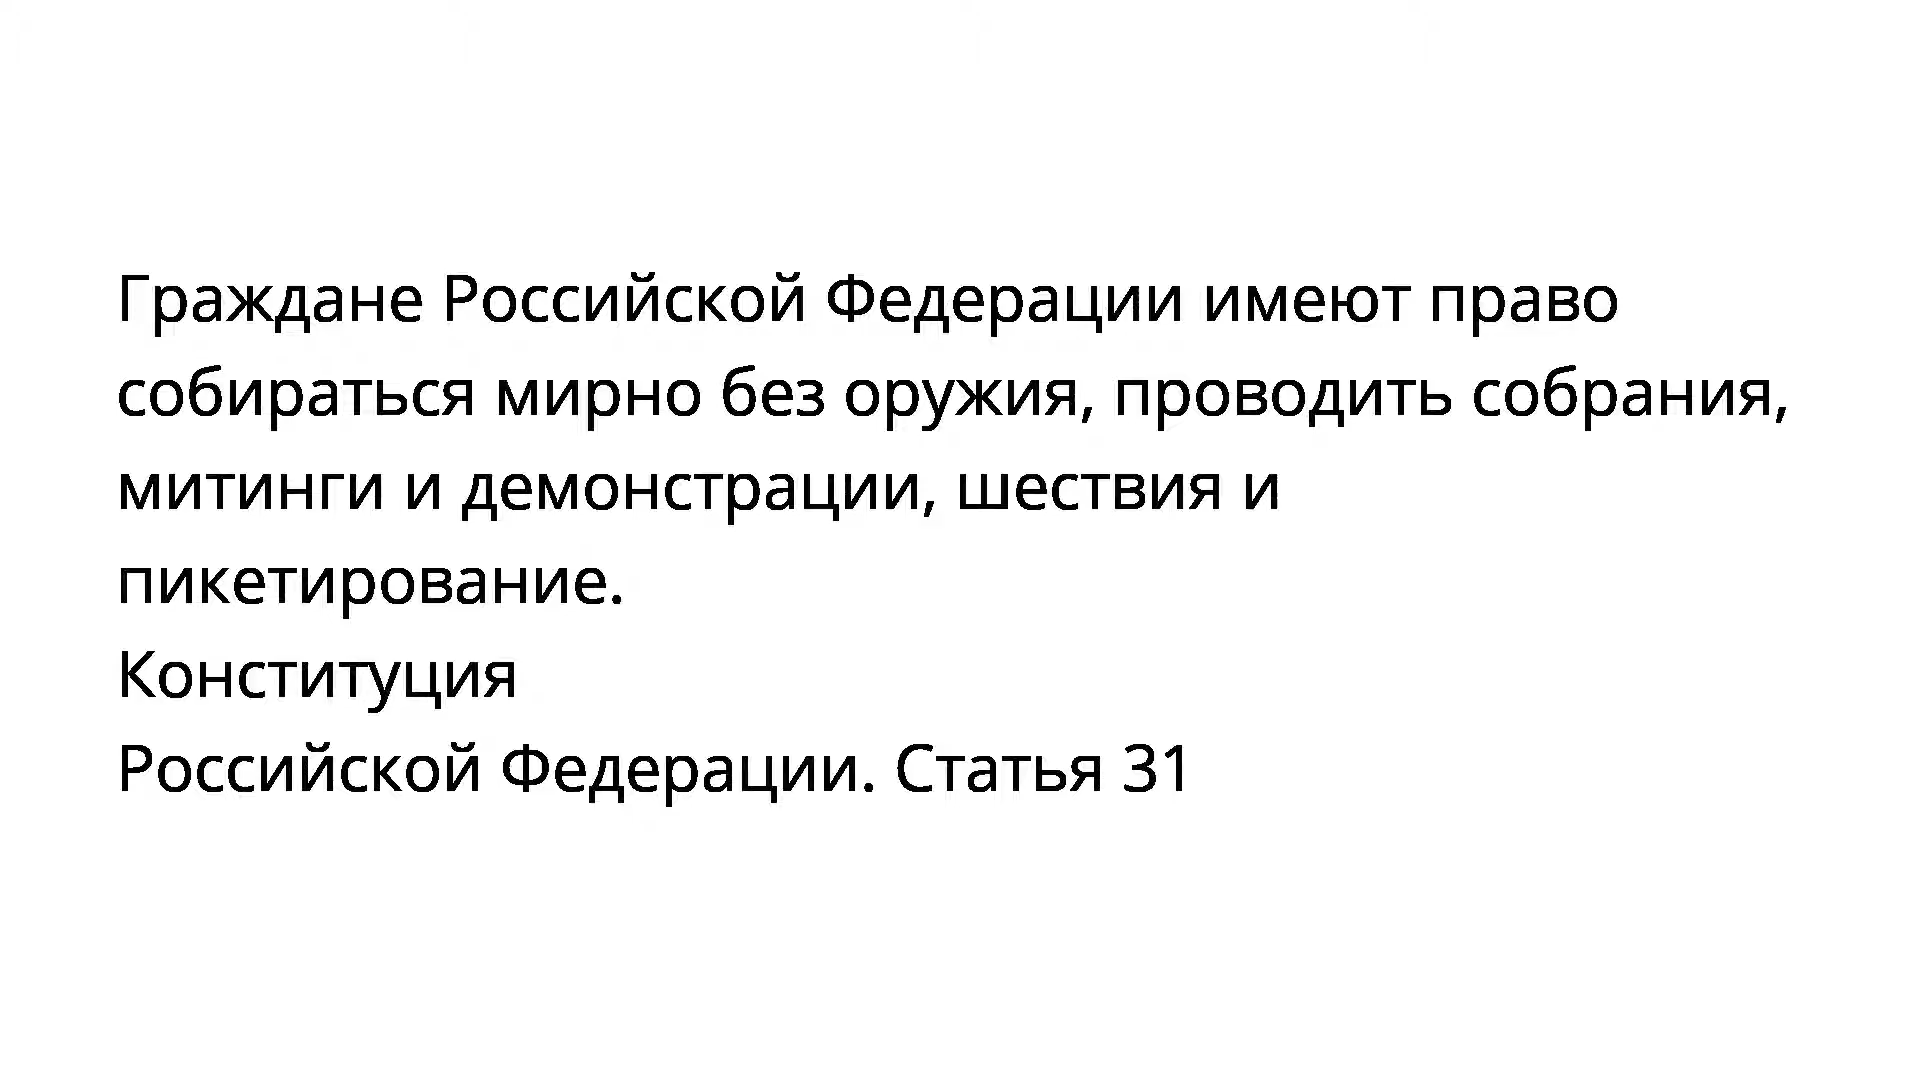 Граждане Российской Федерации имеют право
собираться мирно без оружия, проводить собрания,
митинги и демонстрации, шествия и
пикетирование.
Конституция
Российской Федерации. Статья 31